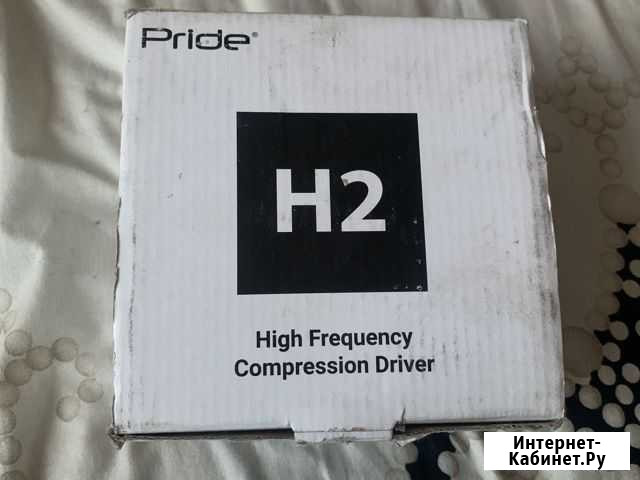 Pride®
H2
High Frequency
Compression Driver
Интернет-
Кабинет.Ру